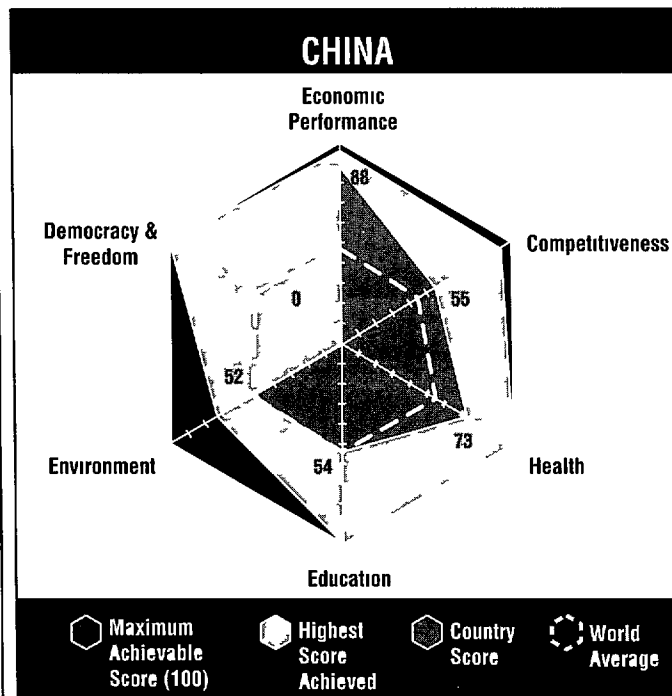 CHINA
Economic
Performance
88
Democracy &
Freedom
Competitiveness
0
55
52
54
73
Environment
Health
Education
Maximum
Achievable
Score (100)
Highest
Score
Achieved
Country
Score
World
Average